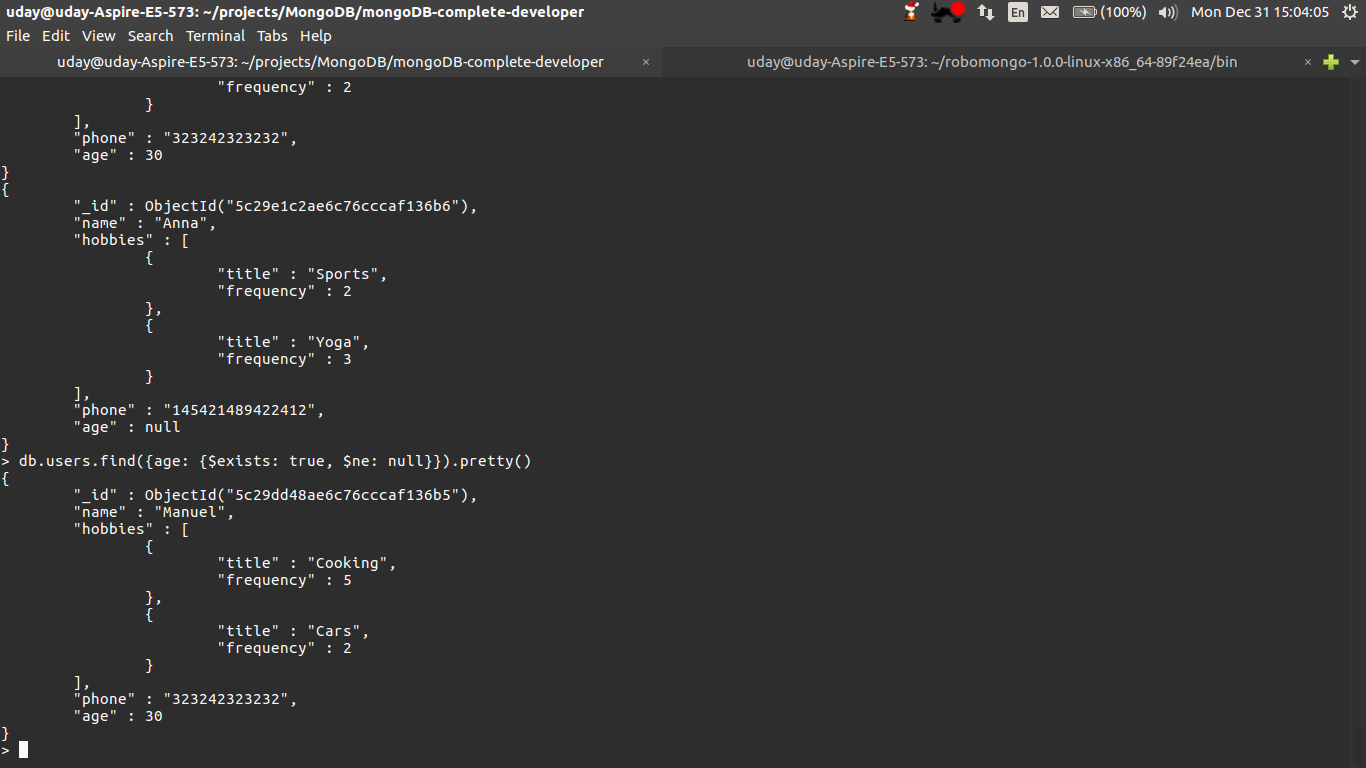 uday@uday-Aspire-E5-573: ~/projects/MongoDB/mongoDB-complete-developer En (100%) Mon Dec 31 15:04:05
File Edit View Search Terminal Tabs Help
uday@uday-Aspire-E5-573: ~/projects/MongoDB/mongoDB-complete-developer × uday@uday-Aspire-E5-573: ~/robomongo-1.0.0-linux-x86_64-89f24ea/bin ×
"frequency" : 2
}
],
"phone" : "323242323232",
"age" : 30
}
{
"_id" : ObjectId("5c29e1c2ae6c76cccaf136b6"),
"name" : "Anna",
"hobbies" : [
{
"title" : "Sports",
"frequency" : 2
},
{
"title" : "Yoga",
"frequency" : 3
}
],
"phone" : "145421489422412",
"age" : null
}
> db.users.find({age: {$exists: true, $ne: null}}).pretty()
{
"_id" : ObjectId("5c29dd48ae6c76cccaf136b5"),
"name" : "Manuel",
"hobbies" : [
{
"title" : "Cooking",
"frequency" : 5
},
{
"title" : "Cars",
"frequency" : 2
}
],
"phone" : "323242323232",
"age" : 30
}
>